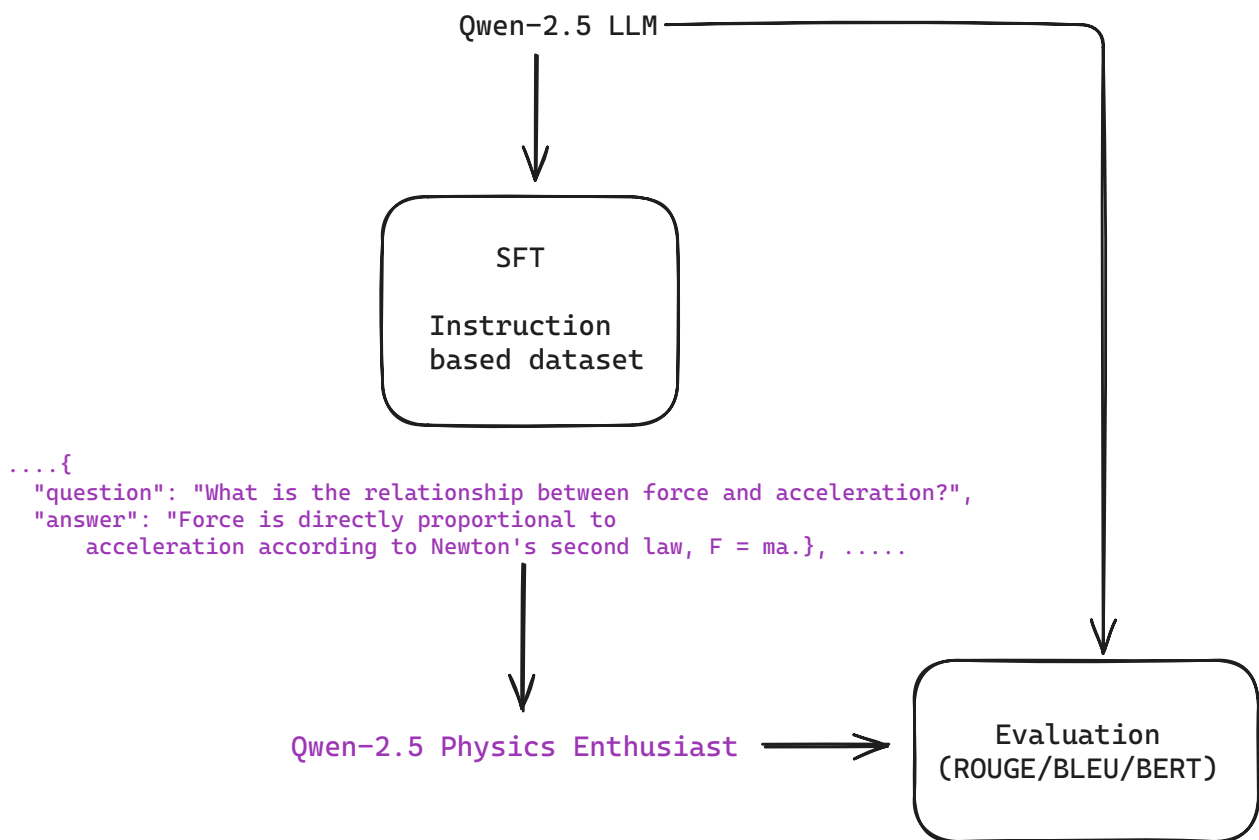 Qwen-2.5 LLM
SFT
Instruction
based dataset
....{
"question": "What is the relationship between force and acceleration?",
"answer": "Force is directly proportional to
acceleration according to Newton's second law, F = ma.}, .....
Qwen-2.5 Physics Enthusiast
Evaluation
(ROUGE/BLEU/BERT)